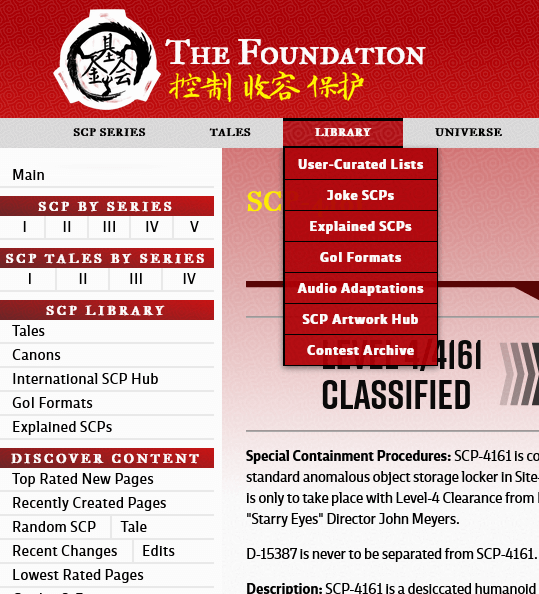 基金会
THE FOUNDATION
控制 收容 保护
SCP SERIES
TALES
LIBRARY
UNIVERSE
User-Curated Lists
Joke SCPs
Explained SCPs
GoI Formats
Audio Adaptations
SCP Artwork Hub
Contest Archive
Main
SCP BY SERIES
I II III IV V
SCP TALES BY SERIES
I II III IV
SCP LIBRARY
Tales
Canons
International SCP Hub
GoI Formats
Explained SCPs
DISCOVER CONTENT
Top Rated New Pages
Recently Created Pages
Random SCP Tale
Recent Changes Edits
Lowest Rated Pages
LEVEL 4/4161
CLASSIFIED
Special Containment Procedures: SCP-4161 is co
standard anomalous object storage locker in Site-
is only to take place with Level-4 Clearance from
"Starry Eyes" Director John Meyers.
D-15387 is never to be separated from SCP-4161.
Description: SCP-4161 is a desiccated humanoid